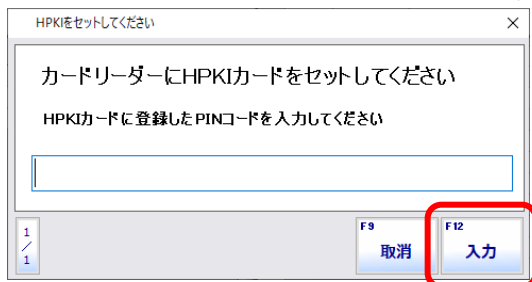 HPKIをセットしてください
カードリーダーにHPKIカードをセットしてください
HPKIカードに登録したPINコードを入力してください
1/1
F9
取消
F12
入力